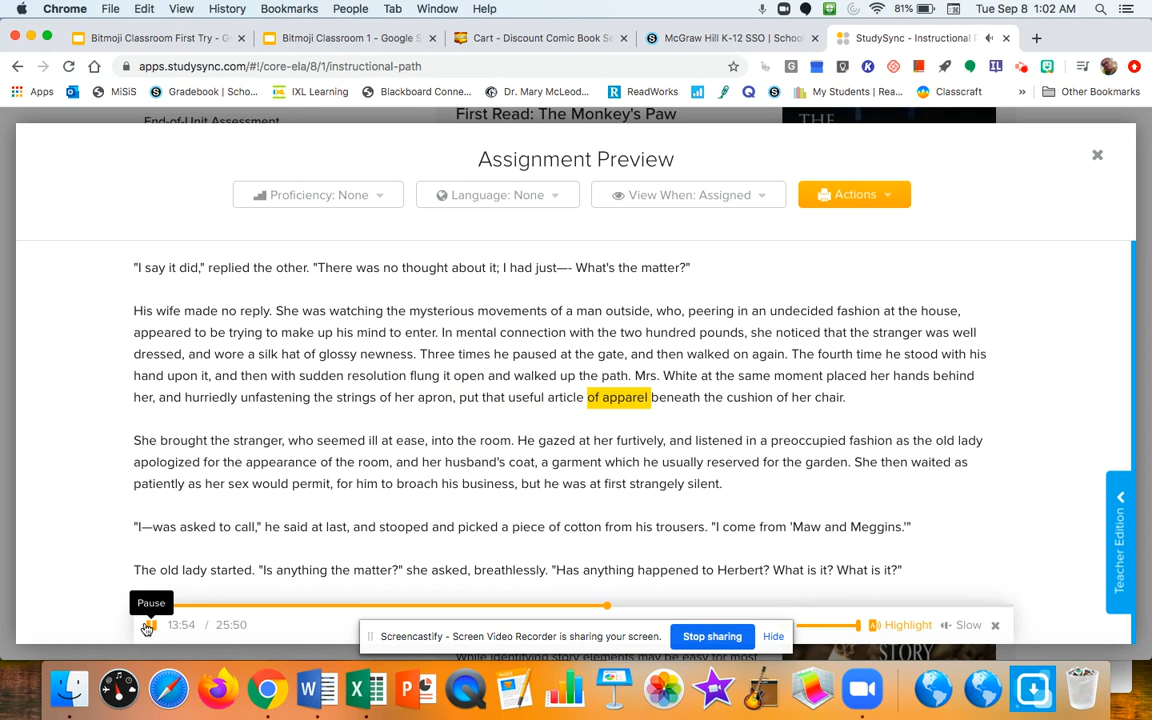 Chrome File Edit View History Bookmarks People Tab Window Help 81% Tue Sep 8 1:02 AM
Bitmoji Classroom First Try - G Bitmoji Classroom 1 - Google S Cart - Discount Comic Book Se McGraw Hill K-12 SSO | School StudySync - Instructional P
apps.studysync.com/#!/core-ela/8/1/instructional-path
Apps MiSiS Gradebook | Scho... IXL Learning Blackboard Conne... Dr. Mary McLeod... ReadWorks My Students | Rea... Classcraft » Other Bookmarks
End-of-Unit Assessment
First Read: The Monkey's Paw
THE
Assignment Preview
Proficiency: None Language: None View When: Assigned Actions
"I say it did," replied the other. "There was no thought about it; I had just—- What's the matter?"
His wife made no reply. She was watching the mysterious movements of a man outside, who, peering in an undecided fashion at the house,
appeared to be trying to make up his mind to enter. In mental connection with the two hundred pounds, she noticed that the stranger was well
dressed, and wore a silk hat of glossy newness. Three times he paused at the gate, and then walked on again. The fourth time he stood with his
hand upon it, and then with sudden resolution flung it open and walked up the path. Mrs. White at the same moment placed her hands behind
her, and hurriedly unfastening the strings of her apron, put that useful article of apparel beneath the cushion of her chair.
She brought the stranger, who seemed ill at ease, into the room. He gazed at her furtively, and listened in a preoccupied fashion as the old lady
apologized for the appearance of the room, and her husband's coat, a garment which he usually reserved for the garden. She then waited as
patiently as her sex would permit, for him to broach his business, but he was at first strangely silent.
"I—was asked to call," he said at last, and stooped and picked a piece of cotton from his trousers. "I come from 'Maw and Meggins.'"
The old lady started. "Is anything the matter?" she asked, breathlessly. "Has anything happened to Herbert? What is it? What is it?"
Teacher Edition
Pause
13:54 / 25:50 Highlight Slow
Screencastify - Screen Video Recorder is sharing your screen. Stop sharing Hide
While identifying story elements may be easy for most
STORY